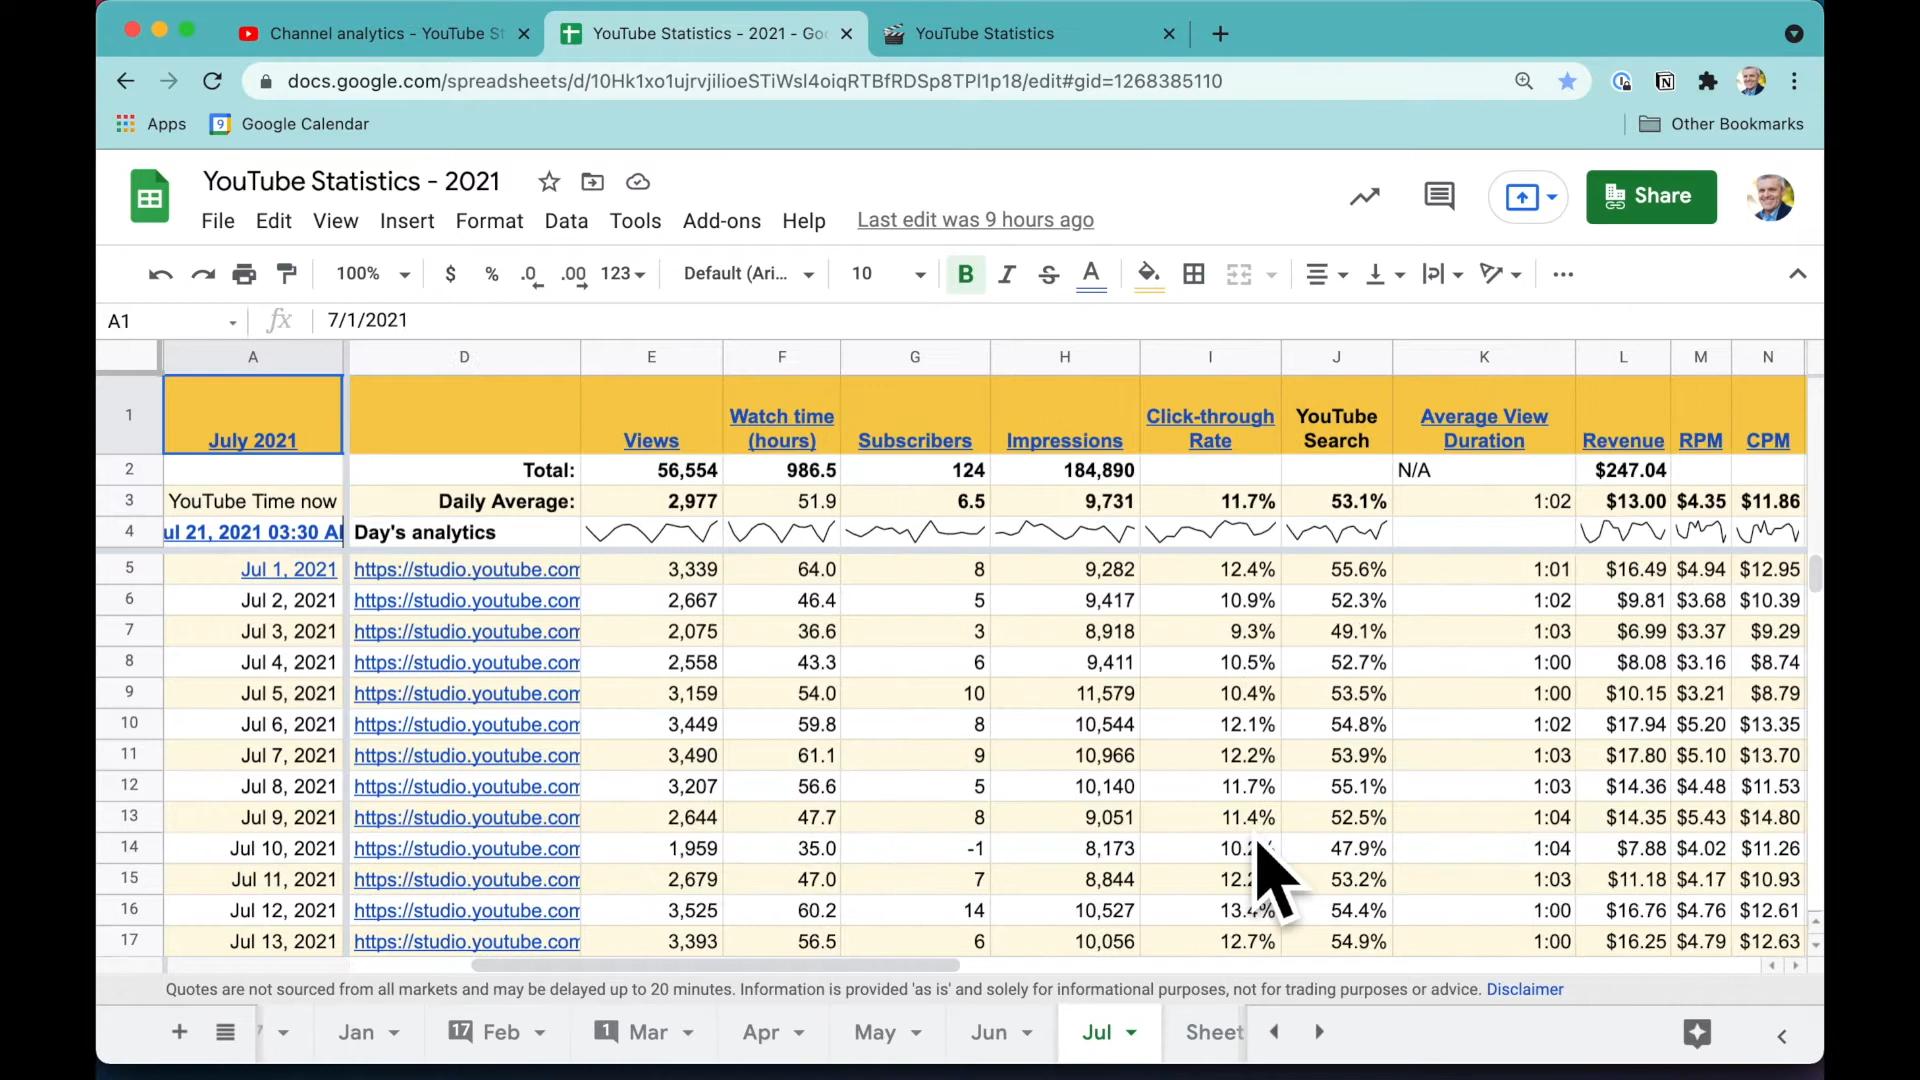 Channel analytics - YouTube St
YouTube Statistics - 2021 - Goo
YouTube Statistics
docs.google.com/spreadsheets/d/10Hk1xo1ujrvjilioeSTiWsl4oiqRTBfRDSp8TPl1p18/edit#gid=1268385110
Apps
9
Google Calendar
Other Bookmarks
YouTube Statistics - 2021
File Edit View Insert Format Data Tools Add-ons Help Last edit was 9 hours ago
Share
100% $ % .0 .00 123 Default (Ari... 10 B I S A
A1 fx 7/1/2021
A D E F G H I J K L M N
1 July 2021 Views Watch time (hours) Subscribers Impressions Click-through Rate YouTube Search Average View Duration Revenue RPM CPM
2 Total: 56,554 986.5 124 184,890 N/A $247.04
3 YouTube Time now Daily Average: 2,977 51.9 6.5 9,731 11.7% 53.1% 1:02 $13.00 $4.35 $11.86
4 ul 21, 2021 03:30 A Day's analytics
5 Jul 1, 2021 https://studio.youtube.com 3,339 64.0 8 9,282 12.4% 55.6% 1:01 $16.49 $4.94 $12.95
6 Jul 2, 2021 https://studio.youtube.com 2,667 46.4 5 9,417 10.9% 52.3% 1:02 $9.81 $3.68 $10.39
7 Jul 3, 2021 https://studio.youtube.com 2,075 36.6 3 8,918 9.3% 49.1% 1:03 $6.99 $3.37 $9.29
8 Jul 4, 2021 https://studio.youtube.com 2,558 43.3 6 9,411 10.5% 52.7% 1:00 $8.08 $3.16 $8.74
9 Jul 5, 2021 https://studio.youtube.com 3,159 54.0 10 11,579 10.4% 53.5% 1:00 $10.15 $3.21 $8.79
10 Jul 6, 2021 https://studio.youtube.com 3,449 59.8 8 10,544 12.1% 54.8% 1:02 $17.94 $5.20 $13.35
11 Jul 7, 2021 https://studio.youtube.com 3,490 61.1 9 10,966 12.2% 53.9% 1:03 $17.80 $5.10 $13.70
12 Jul 8, 2021 https://studio.youtube.com 3,207 56.6 5 10,140 11.7% 55.1% 1:03 $14.36 $4.48 $11.53
13 Jul 9, 2021 https://studio.youtube.com 2,644 47.7 8 9,051 11.4% 52.5% 1:04 $14.35 $5.43 $14.80
14 Jul 10, 2021 https://studio.youtube.com 1,959 35.0 -1 8,173 47.9% 1:04 $7.88 $4.02 $11.26
15 Jul 11, 2021 https://studio.youtube.com 2,679 47.0 7 8,844 53.2% 1:03 $11.18 $4.17 $10.93
16 Jul 12, 2021 https://studio.youtube.com 3,525 60.2 14 10,527 13.4% 54.4% 1:00 $16.76 $4.76 $12.61
17 Jul 13, 2021 https://studio.youtube.com 3,393 56.5 6 10,056 12.7% 54.9% 1:00 $16.25 $4.79 $12.63
Quotes are not sourced from all markets and may be delayed up to 20 minutes. Information is provided 'as is' and solely for informational purposes, not for trading purposes or advice. Disclaimer
Jan 17 Feb 1 Mar Apr May Jun Jul Sheet